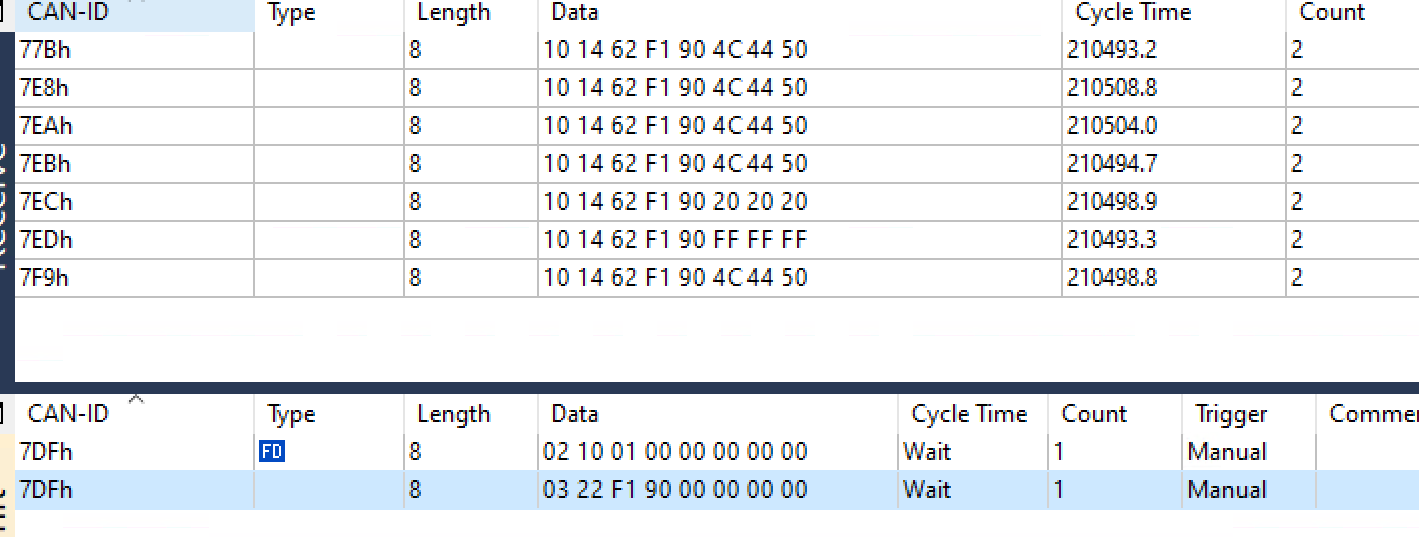 CAN-ID Type Length Data Cycle Time Count
77Bh 8 10 14 62 F1 90 4C 44 50 210493.2 2
7E8h 8 10 14 62 F1 90 4C 44 50 210508.8 2
7EAh 8 10 14 62 F1 90 4C 44 50 210504.0 2
7EBh 8 10 14 62 F1 90 4C 44 50 210494.7 2
7ECh 8 10 14 62 F1 90 20 20 20 210498.9 2
7EDh 8 10 14 62 F1 90 FF FF FF 210493.3 2
7F9h 8 10 14 62 F1 90 4C 44 50 210498.8 2
CAN-ID Type Length Data Cycle Time Count Trigger Commer
7DFh FD 8 02 10 01 00 00 00 00 00 Wait 1 Manual
7DFh 8 03 22 F1 90 00 00 00 00 Wait 1 Manual